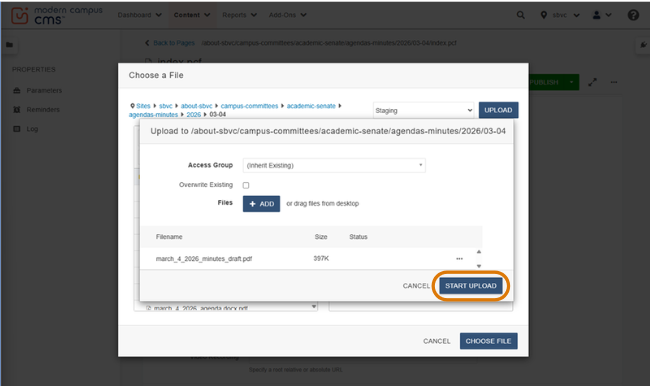 modern campus
cms
Dashboard
Content
Reports
Add-Ons
sbvc
Back to Pages
/about-sbvc/campus-committees/academic-senate/agendas-minutes/2026/03-04/index.pcf
index.pcf
PROPERTIES
Parameters
Reminders
Log
PUBLISH
Choose a File
Sites sbvc about-sbvc campus-committees academic-senate
agendas-minutes 2026 03-04
Staging
UPLOAD
Upload to /about-sbvc/campus-committees/academic-senate/agendas-minutes/2026/03-04
Access Group (Inherit Existing)
Overwrite Existing
Files + ADD or drag files from desktop
Filename Size Status
march_4_2026_minutes_draft.pdf 397K
CANCEL START UPLOAD
march_4_2026_agenda.docx.pdf
CANCEL CHOOSE FILE
Specify a root relative or absolute URL.